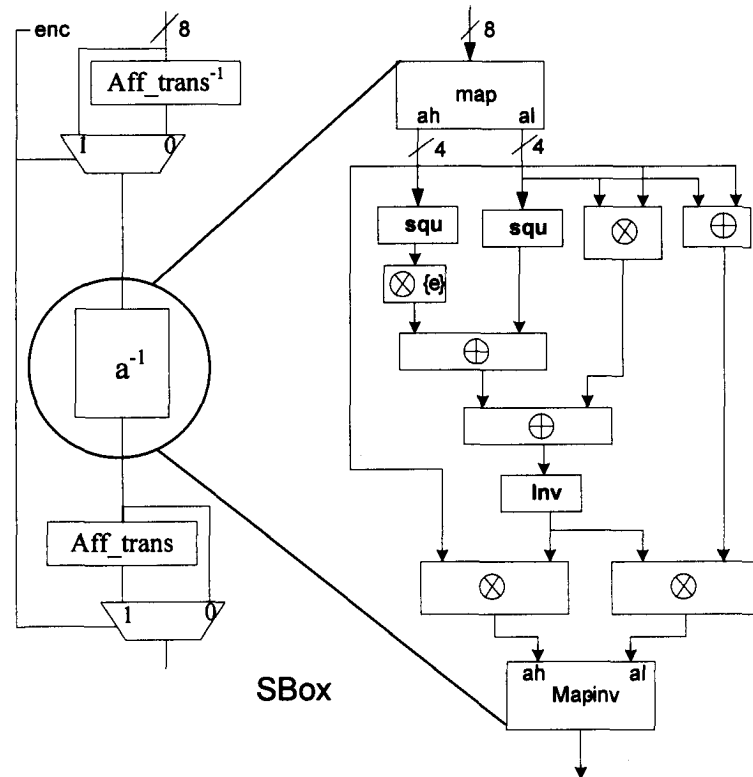 enc
8
Aff_trans⁻¹
1 0
a⁻¹
Aff_trans
1 0
SBox
8
map
ah al
4 4
squ squ ⊗ ⊕
⊗ {e}
⊕
⊕
Inv
⊗ ⊗
ah al
Mapinv